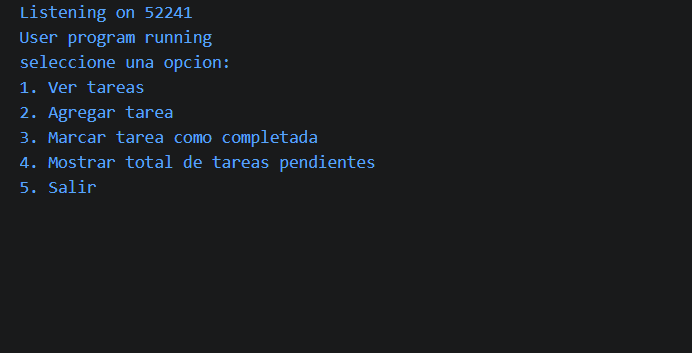 Listening on 52241
User program running
seleccione una opcion:
1. Ver tareas
2. Agregar tarea
3. Marcar tarea como completada
4. Mostrar total de tareas pendientes
5. Salir